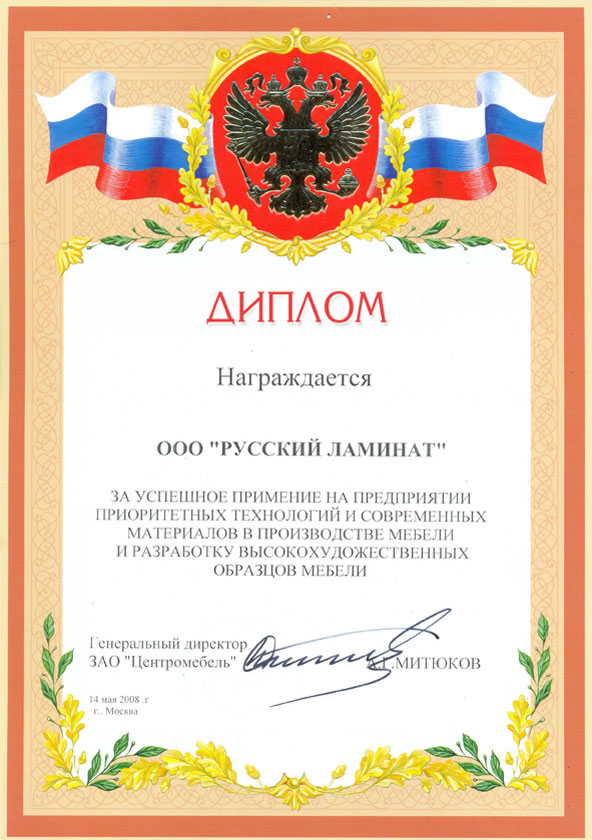 ДИПЛОМ
Награждается
ООО "РУССКИЙ ЛАМИНАТ"
ЗА УСПЕШНОЕ ПРИМЕНИЕ НА ПРЕДПРИЯТИИ
ПРИОРИТЕТНЫХ ТЕХНОЛОГИЙ И СОВРЕМЕННЫХ
МАТЕРИАЛОВ В ПРОИЗВОДСТВЕ МЕБЕЛИ
И РАЗРАБОТКУ ВЫСОКОХУДОЖЕСТВЕННЫХ
ОБРАЗЦОВ МЕБЕЛИ
Генеральный директор
ЗАО "Центромебель" А.Г.МИТЮКОВ
14 мая 2008 .г
г.. Москва